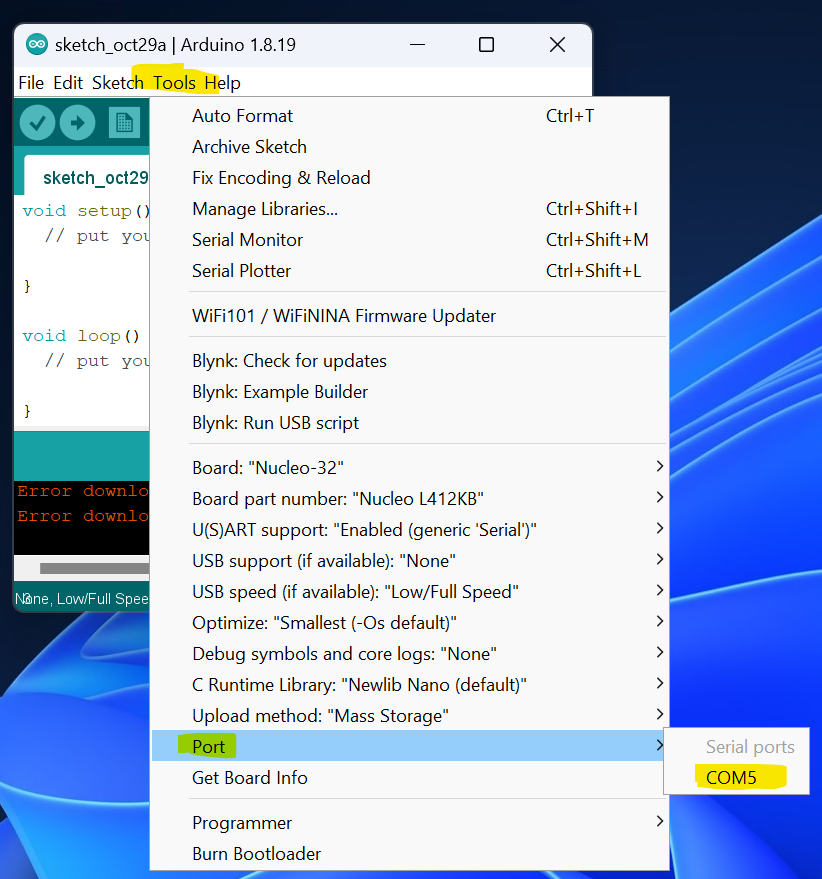 sketch_oct29a | Arduino 1.8.19
File Edit Sketch Tools Help
sketch_oct29
void setup()
// put you
}
void loop()
// put you
}
Error downlo
Error downlo
None, Low/Full Spee
Auto Format Ctrl+T
Archive Sketch
Fix Encoding & Reload
Manage Libraries... Ctrl+Shift+I
Serial Monitor Ctrl+Shift+M
Serial Plotter Ctrl+Shift+L
WiFi101 / WiFiNINA Firmware Updater
Blynk: Check for updates
Blynk: Example Builder
Blynk: Run USB script
Board: "Nucleo-32"
Board part number: "Nucleo L412KB"
U(S)ART support: "Enabled (generic 'Serial')"
USB support (if available): "None"
USB speed (if available): "Low/Full Speed"
Optimize: "Smallest (-Os default)"
Debug symbols and core logs: "None"
C Runtime Library: "Newlib Nano (default)"
Upload method: "Mass Storage"
Port
Serial ports
COM5
Get Board Info
Programmer
Burn Bootloader